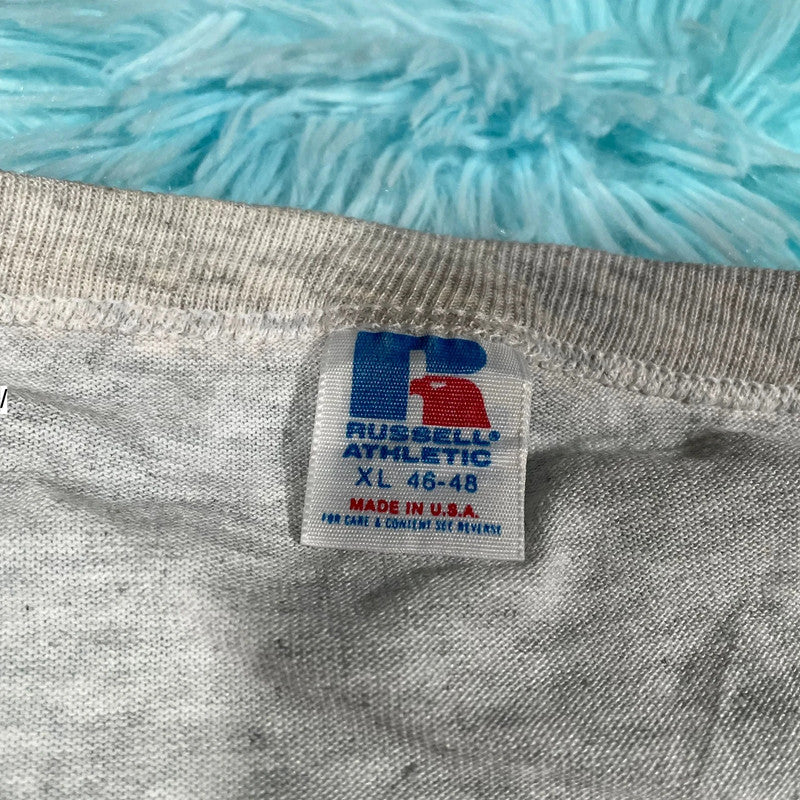 RUSSELL®
ATHLETIC
XL 46-48
MADE IN U.S.A.
FOR CARE & CONTENT SEE REVERSE